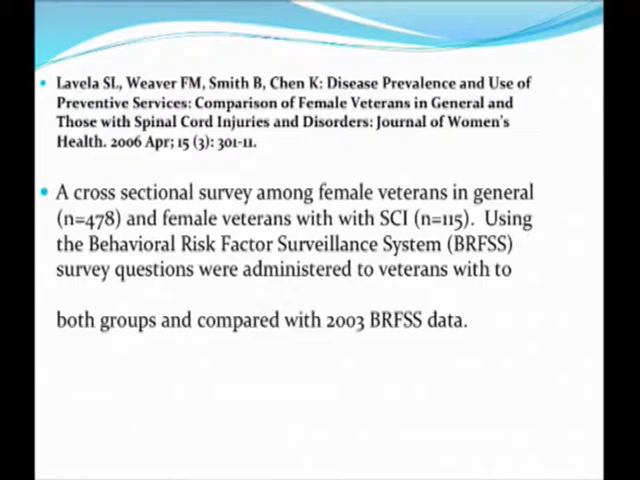 Lavela SL, Weaver FM, Smith B, Chen K: Disease Prevalence and Use of
Preventive Services: Comparison of Female Veterans in General and
Those with Spinal Cord Injuries and Disorders: Journal of Women's
Health. 2006 Apr; 15 (3): 301-11.
A cross sectional survey among female veterans in general
(n=478) and female veterans with with SCI (n=115). Using
the Behavioral Risk Factor Surveillance System (BRFSS)
survey questions were administered to veterans with to
both groups and compared with 2003 BRFSS data.